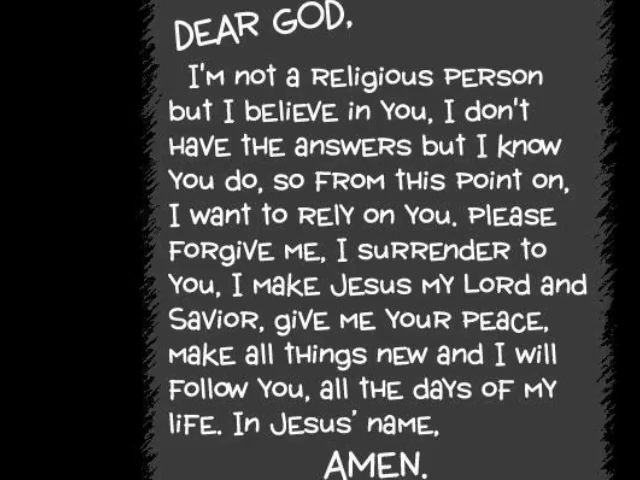 DEAR GOD,
I'M not a RELigious PERSON
but I bELiEVE in You, I don't
HAVE tHE answERs but I know
You do, so FROM tHis Point on,
I want to RELY on You. PLEASE
FORgiVE ME, I suRREndER to
You, I MAKE JEsus MY LORd and
SAViOR, giVE ME YOUR PEACE,
MAKE all tHings nEW and I will
FOLLOW You, all tHE daYs OF MY
LiFE. In JEsus' naME,
AMEN.